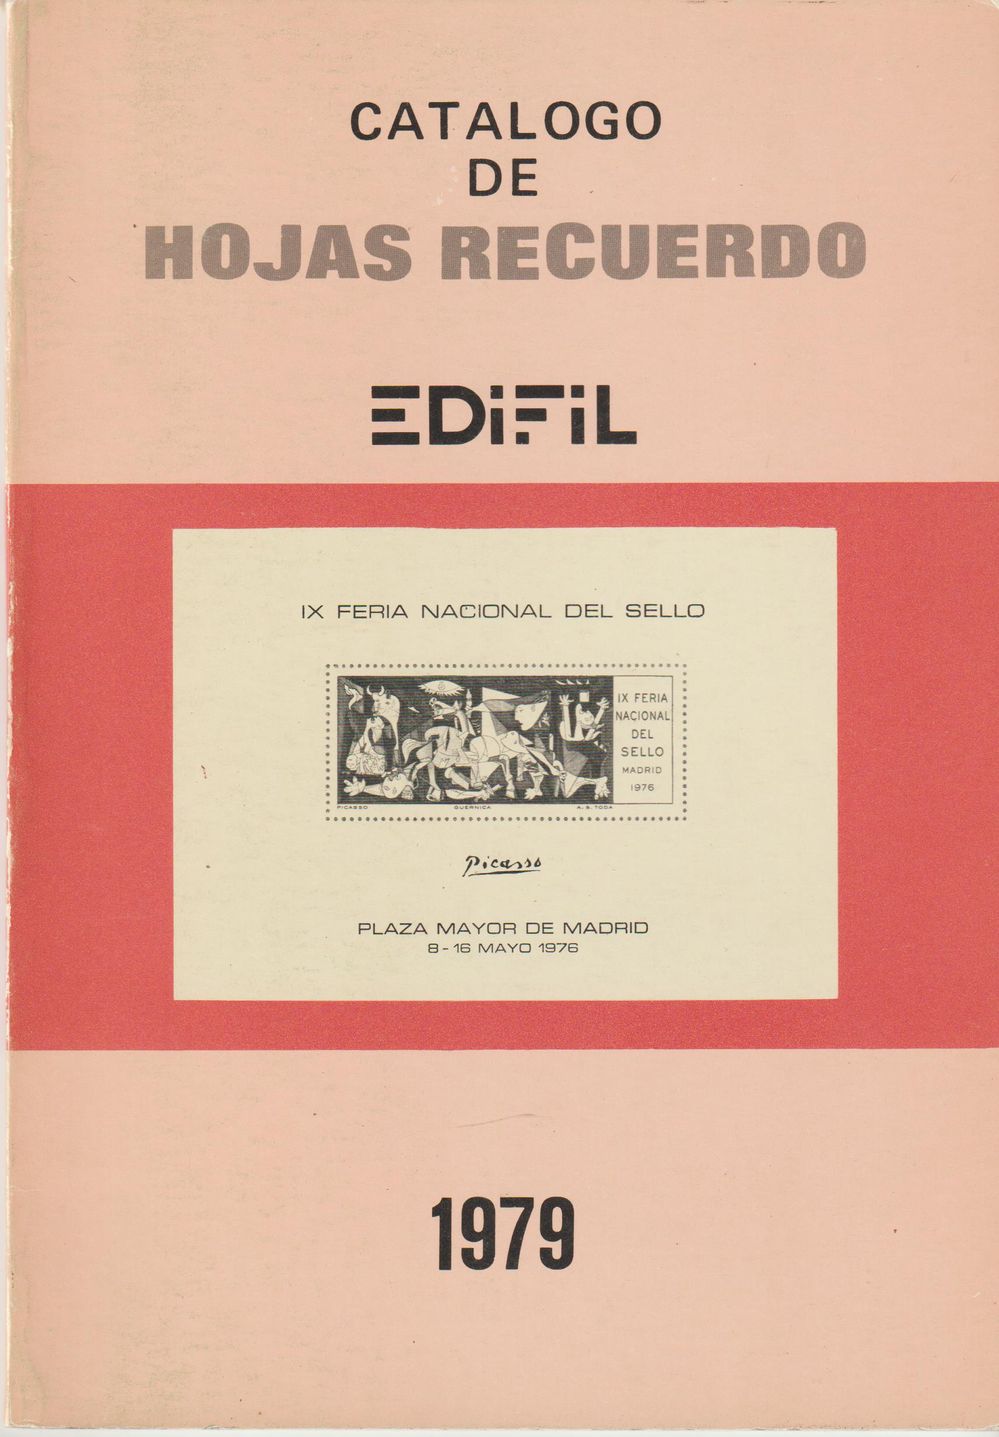 CATALOGO
DE
HOJAS RECUERDO
EDiFiL
IX FERIA NACIONAL DEL SELLO
IX FERIA
NACIONAL
DEL
SELLO
MADRID
1976
PICASSO GUERNICA A. S. TODA
Picasso
PLAZA MAYOR DE MADRID
8-16 MAYO 1976
1979